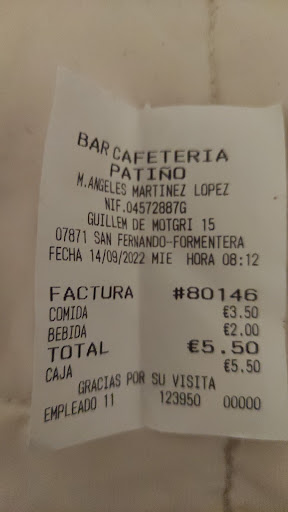 BAR CAFETERIA
PATIÑO
M.ANGELES MARTINEZ LOPEZ
NIF.04572887G
GUILLEM DE MOTGRI 15
07871 SAN FERNANDO-FORMENTERA
FECHA 14/09/2022 MIE HORA 08:12
FACTURA #80146
COMIDA €3.50
BEBIDA €2.00
TOTAL €5.50
CAJA €5.50
GRACIAS POR SU VISITA
EMPLEADO 11 123950 00000